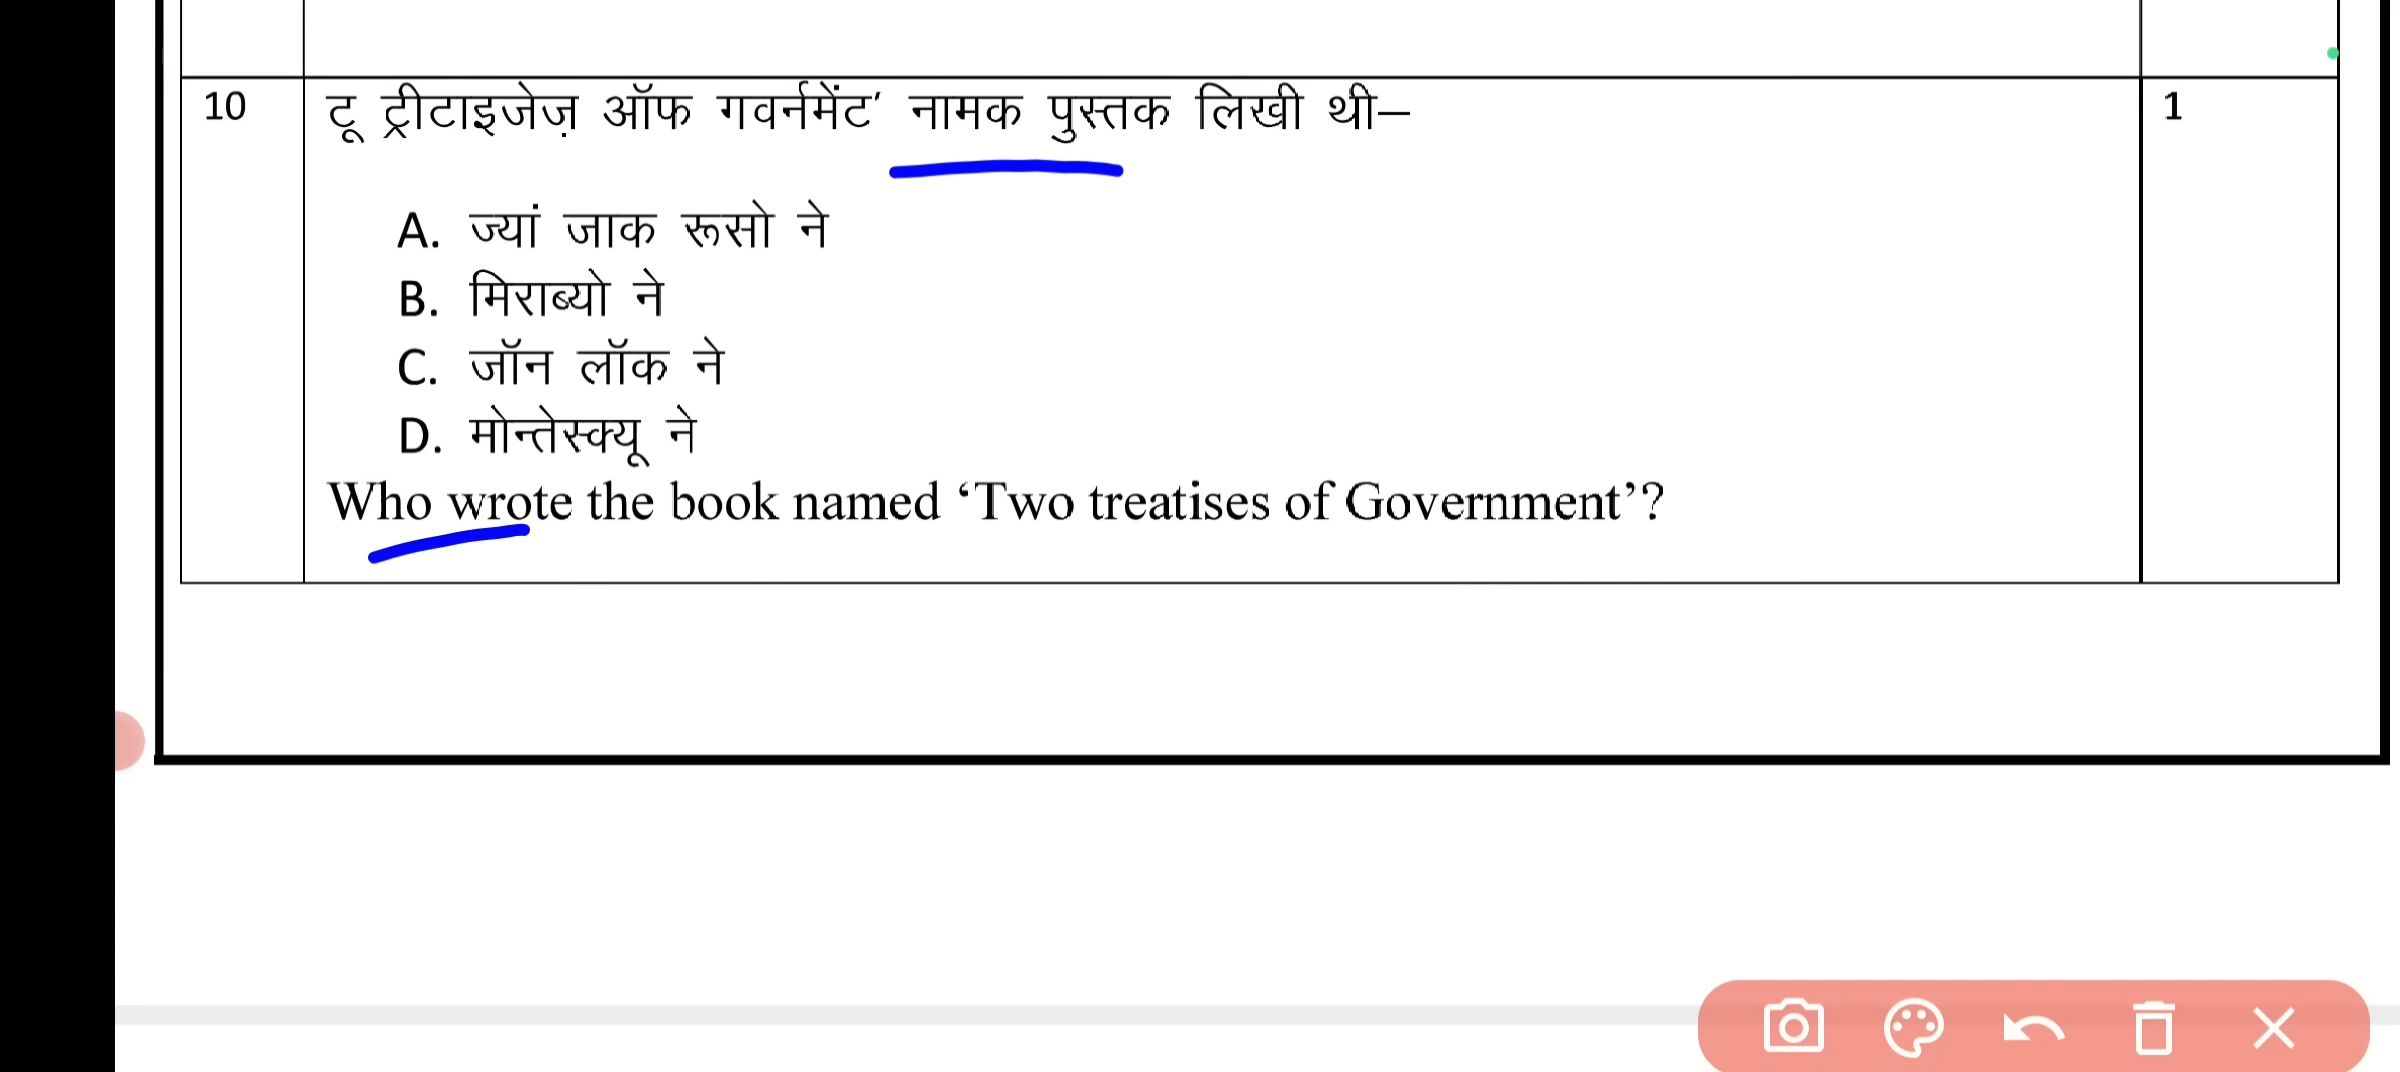 10 टू ट्रीटाइजेज़ ऑफ गवर्नमेंट’ नामक पुस्तक लिखी थी— 1
A. ज्यां जाक रूसो ने
B. मिराब्यो ने
C. जॉन लॉक ने
D. मोन्तेस्क्यू ने
Who wrote the book named ‘Two treatises of Government’?